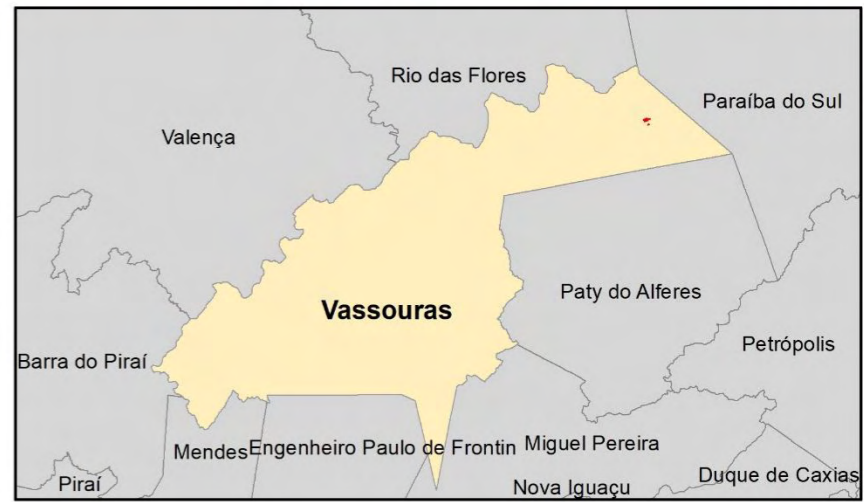 Rio das Flores
Paraíba do Sul
Valença
Paty do Alferes
Vassouras
Petrópolis
Barra do Piraí
Mendes
Engenheiro Paulo de Frontin
Miguel Pereira
Duque de Caxias
Piraí
Nova Iguaçu